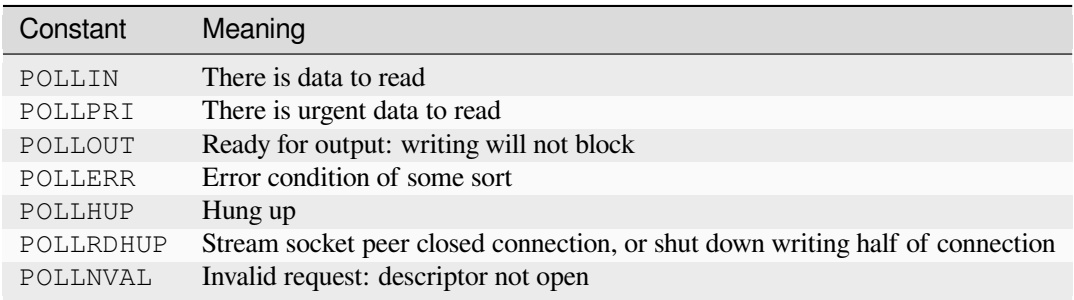 Constant Meaning
POLLIN There is data to read
POLLPRI There is urgent data to read
POLLOUT Ready for output: writing will not block
POLLERR Error condition of some sort
POLLHUP Hung up
POLLRDHUP Stream socket peer closed connection, or shut down writing half of connection
POLLNVAL Invalid request: descriptor not open